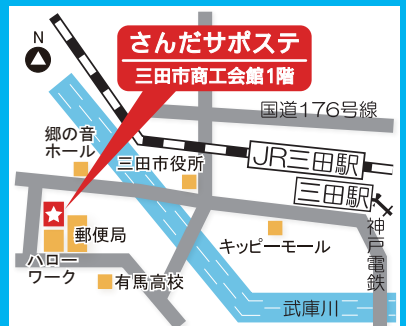 N
さんだサポステ
三田市商工会館1階
国道176号線
郷の音
ホール
三田市役所
JR三田駅
三田駅
神戸電鉄
郵便局
キッピーモール
ハロー
ワーク
有馬高校
武庫川